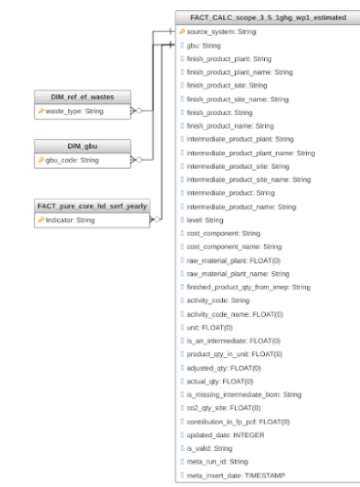 FACT_CALC_scope_3_5_1ghg_wp1_estimated
source_system: String
gbu: String
finish_product_plant: String
finish_product_plant_name: String
finish_product_site: String
finish_product_site_name: String
finish_product: String
finish_product_name: String
intermediate_product_plant: String
intermediate_product_plant_name: String
intermediate_product_site: String
intermediate_product_site_name: String
intermediate_product: String
intermediate_product_name: String
level: String
cost_component: String
cost_component_name: String
raw_material_plant: FLOAT(0)
raw_material_plant_name: String
finished_product_qty_from_imep: String
activity_code: String
activity_code_name: FLOAT(0)
unit: FLOAT(0)
is_an_intermediate: FLOAT(0)
product_qty_in_unit: FLOAT(0)
adjusted_qty: FLOAT(0)
actual_qty: FLOAT(0)
is_missing_intermediate_bom: String
co2_qty_site: FLOAT(0)
contribution_in_fp_pcf: FLOAT(0)
updated_date: INTEGER
is_valid: String
meta_run_id: String
meta_insert_date: TIMESTAMP
DIM_ref_ef_wastes
waste_type: String
DIM_gbu
gbu_code: String
FACT_pure_core_hd_serf_yearly
Indicator: String